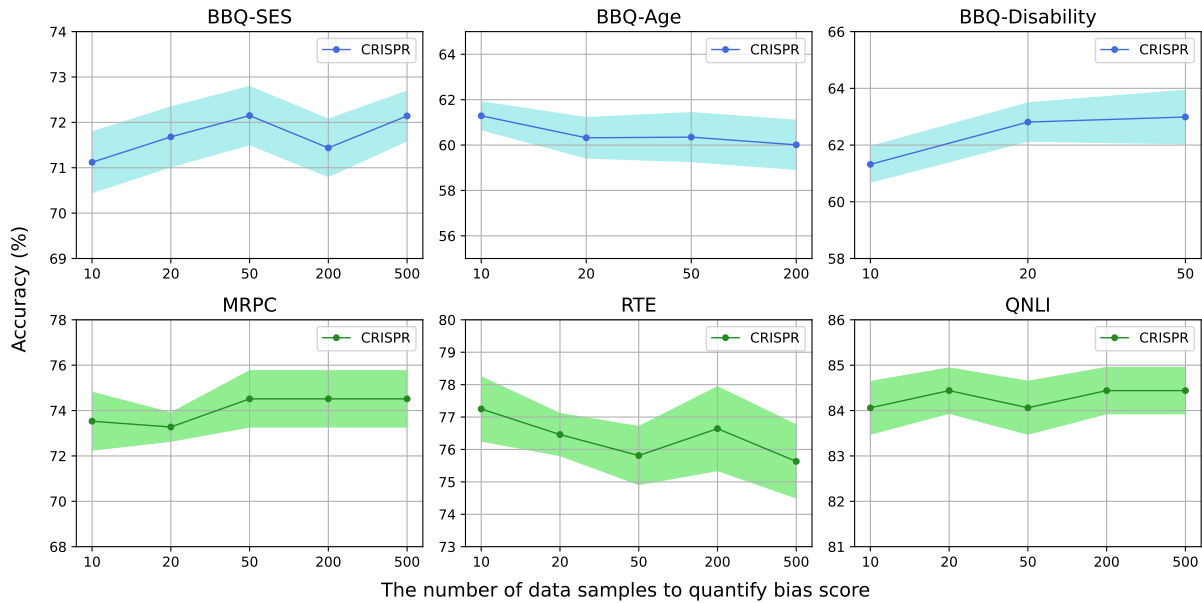 BBQ-SES
BBQ-Age
BBQ-Disability
CRISPR
CRISPR
CRISPR
74
73
72
71
70
69
64
62
60
58
56
66
64
62
60
58
10 20 50 200 500
10 20 50 200
10 20 50
Accuracy (%)
MRPC
RTE
QNLI
CRISPR
CRISPR
CRISPR
78
76
74
72
70
68
80
79
78
77
76
75
74
73
86
85
84
83
82
81
10 20 50 200 500
10 20 50 200 500
10 20 50 200 500
The number of data samples to quantify bias score